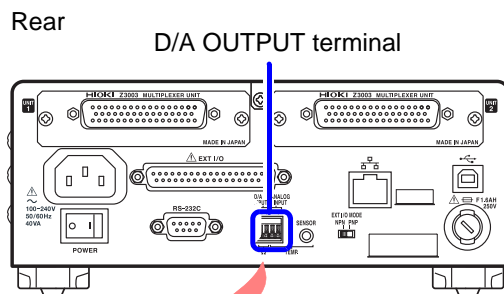 Rear
D/A OUTPUT terminal
UNIT 1
HIOKI Z3003 MULTIPLEXER UNIT
MADE IN JAPAN
HIOKI Z3003 MULTIPLEXER UNIT
MADE IN JAPAN
UNIT 2
EXT I/O
D/A ANALOG
INPUT
100-240V
50/60Hz
40VA
POWER
RS-232C
SENSOR
TEMP.
EXT I/O MODE
NPN PNP
F1.6AH
250V